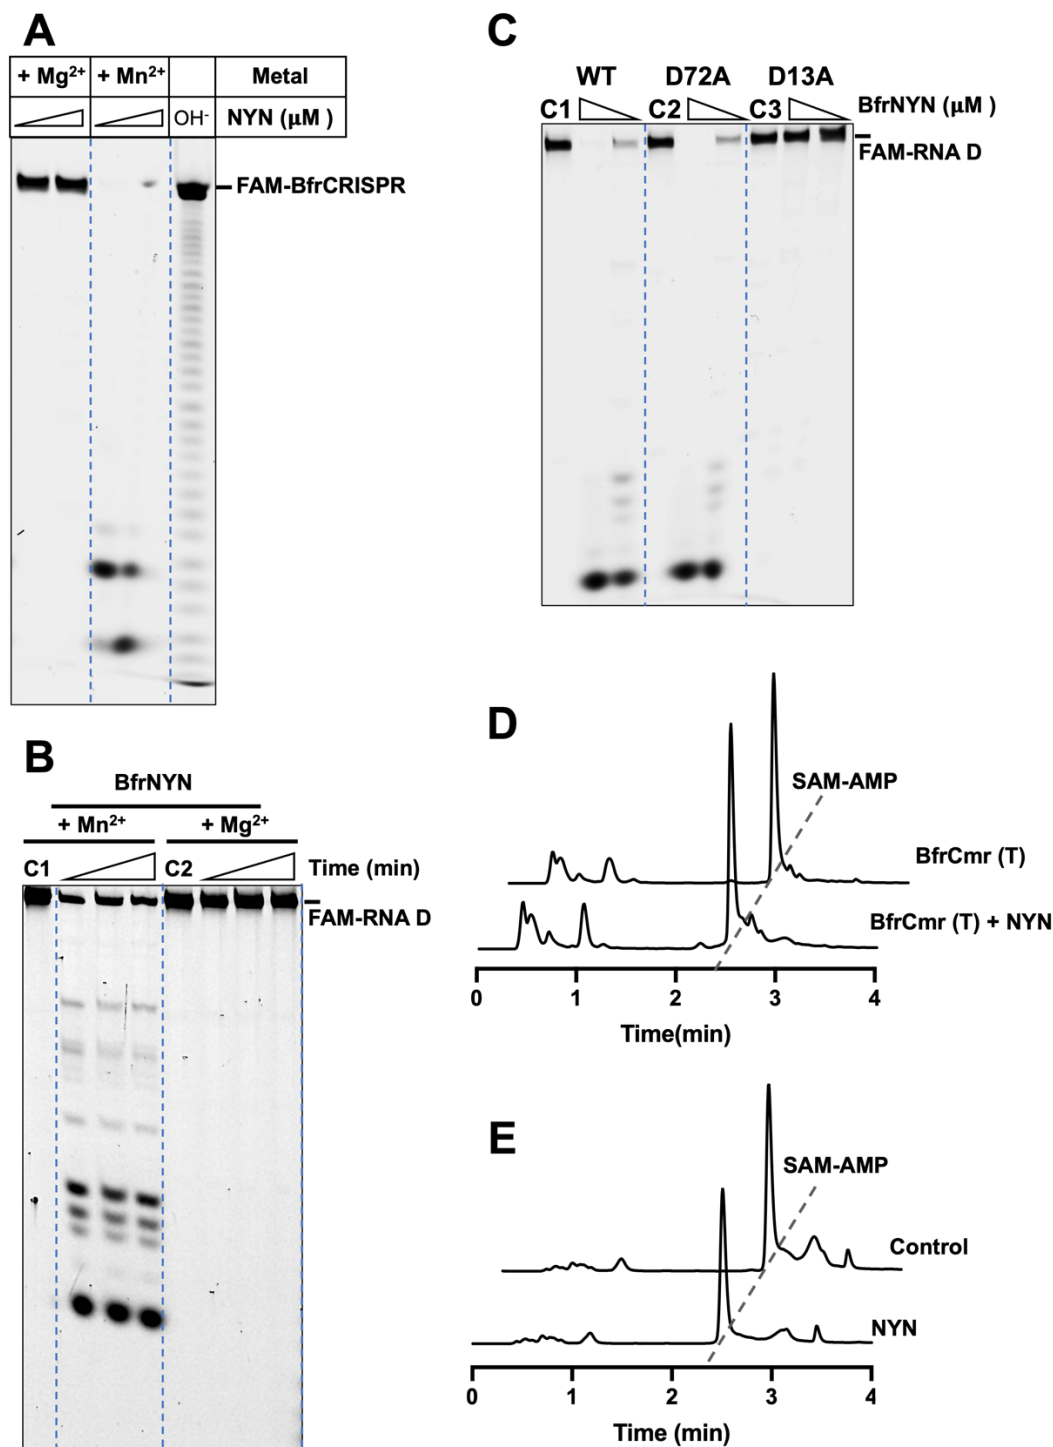 A
+ Mg²⁺ + Mn²⁺ Metal
OH⁻ NYN (μM )
FAM-BfrCRISPR
C
WT D72A D13A
C1 C2 C3 BfrNYN (μM )
FAM-RNA D
B
BfrNYN
+ Mn²⁺ + Mg²⁺
C1 C2 Time (min)
FAM-RNA D
D
SAM-AMP
BfrCmr (T)
BfrCmr (T) + NYN
0 1 2 3 4
Time(min)
E
SAM-AMP
Control
NYN
0 1 2 3 4
Time (min)